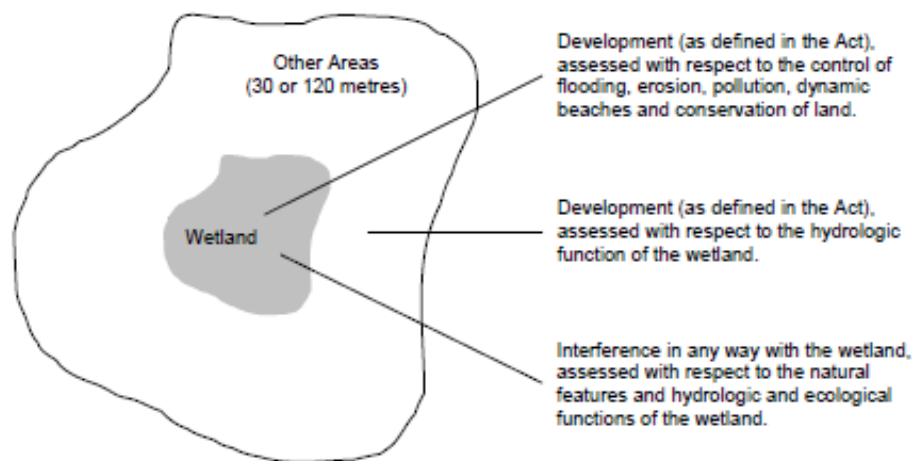 Other Areas
(30 or 120 metres)
Wetland
Development (as defined in the Act),
assessed with respect to the control of
flooding, erosion, pollution, dynamic
beaches and conservation of land.
Development (as defined in the Act),
assessed with respect to the hydrologic
function of the wetland.
Interference in any way with the wetland,
assessed with respect to the natural
features and hydrologic and ecological
functions of the wetland.